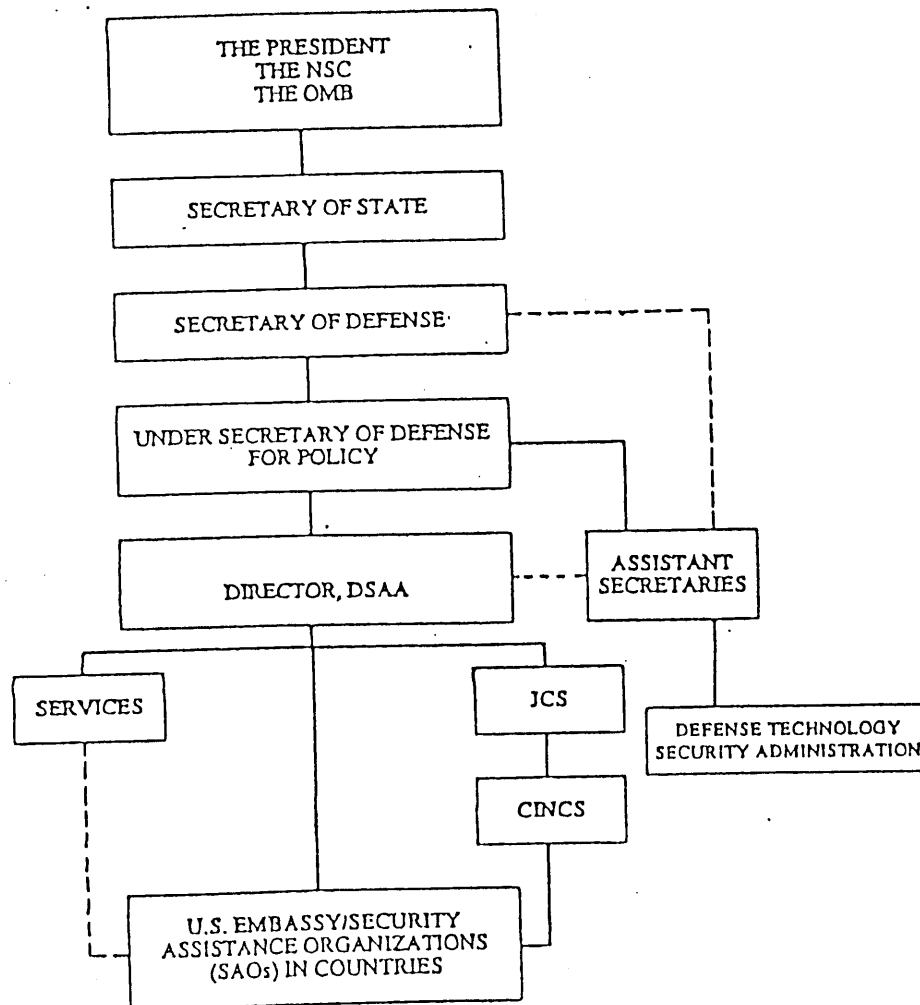 THE PRESIDENT
THE NSC
THE OMB
SECRETARY OF STATE
SECRETARY OF DEFENSE
UNDER SECRETARY OF DEFENSE
FOR POLICY
DIRECTOR, DSAA
ASSISTANT
SECRETARIES
SERVICES
JCS
DEFENSE TECHNOLOGY
SECURITY ADMINISTRATION
CINCS
U.S. EMBASSY/SECURITY
ASSISTANCE ORGANIZATIONS
(SAOs) IN COUNTRIES